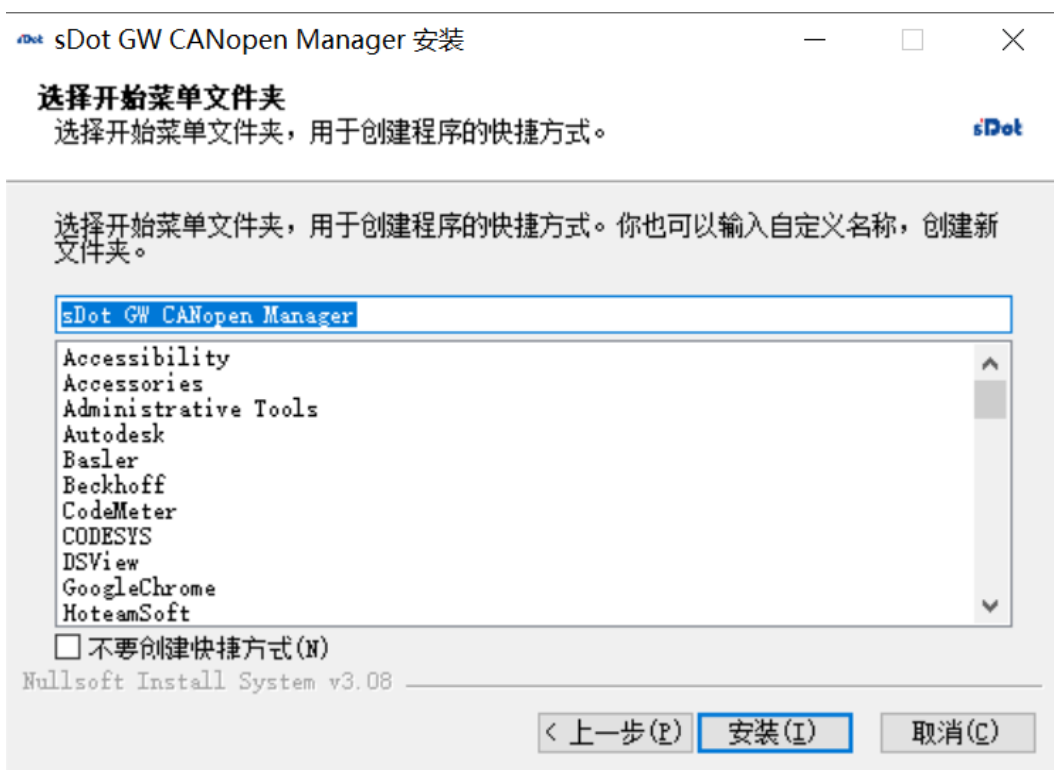 sDot sDot GW CANopen Manager 安装
选择开始菜单文件夹
选择开始菜单文件夹，用于创建程序的快捷方式。
sDot
选择开始菜单文件夹，用于创建程序的快捷方式。你也可以输入自定义名称，创建新
文件夹。
sDot GW CANopen Manager
Accessibility
Accessories
Administrative Tools
Autodesk
Basler
Beckhoff
CodeMeter
CODESYS
DSView
GoogleChrome
HoteamSoft
不要创建快捷方式(N)
Nullsoft Install System v3.08
< 上一步(P)
安装(I)
取消(C)